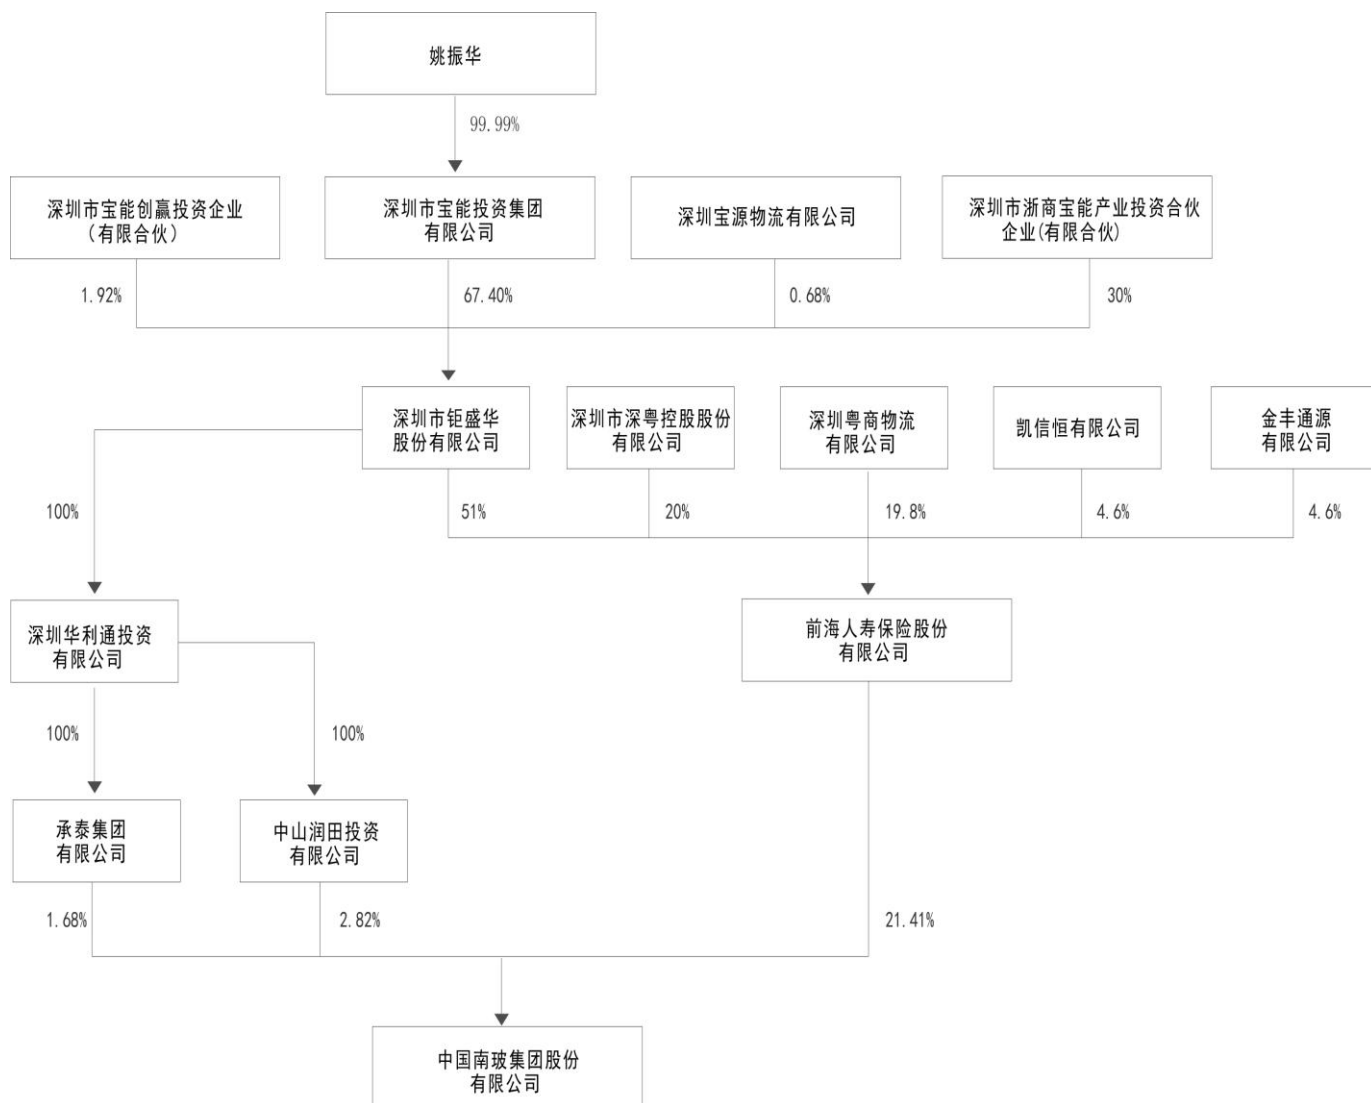 姚振华
99.99%
深圳市宝能创赢投资企业
（有限合伙）
深圳市宝能投资集团
有限公司
深圳宝源物流有限公司
深圳市浙商宝能产业投资合伙
企业(有限合伙)
1.92%
67.40%
0.68%
30%
深圳市钜盛华
股份有限公司
深圳市深粤控股股份
有限公司
深圳粤商物流
有限公司
凯信恒有限公司
金丰通源
有限公司
100%
51%
20%
19.8%
4.6%
4.6%
深圳华利通投资
有限公司
前海人寿保险股份
有限公司
100%
100%
承泰集团
有限公司
中山润田投资
有限公司
1.68%
2.82%
21.41%
中国南玻集团股份
有限公司